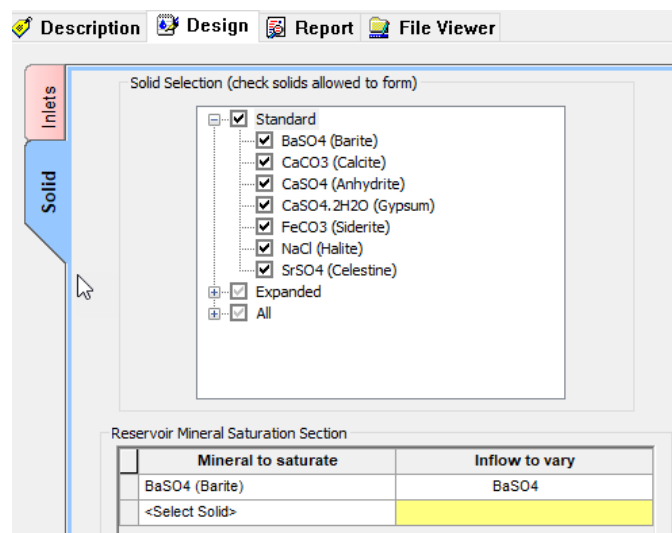 Description Design Report File Viewer
Inlets
Solid
Solid Selection (check solids allowed to form)
Standard
BaSO4 (Barite)
CaCO3 (Calcite)
CaSO4 (Anhydrite)
CaSO4.2H2O (Gypsum)
FeCO3 (Siderite)
NaCl (Halite)
SrSO4 (Celestine)
Expanded
All
Reservoir Mineral Saturation Section
Mineral to saturate Inflow to vary
BaSO4 (Barite) BaSO4
<Select Solid>